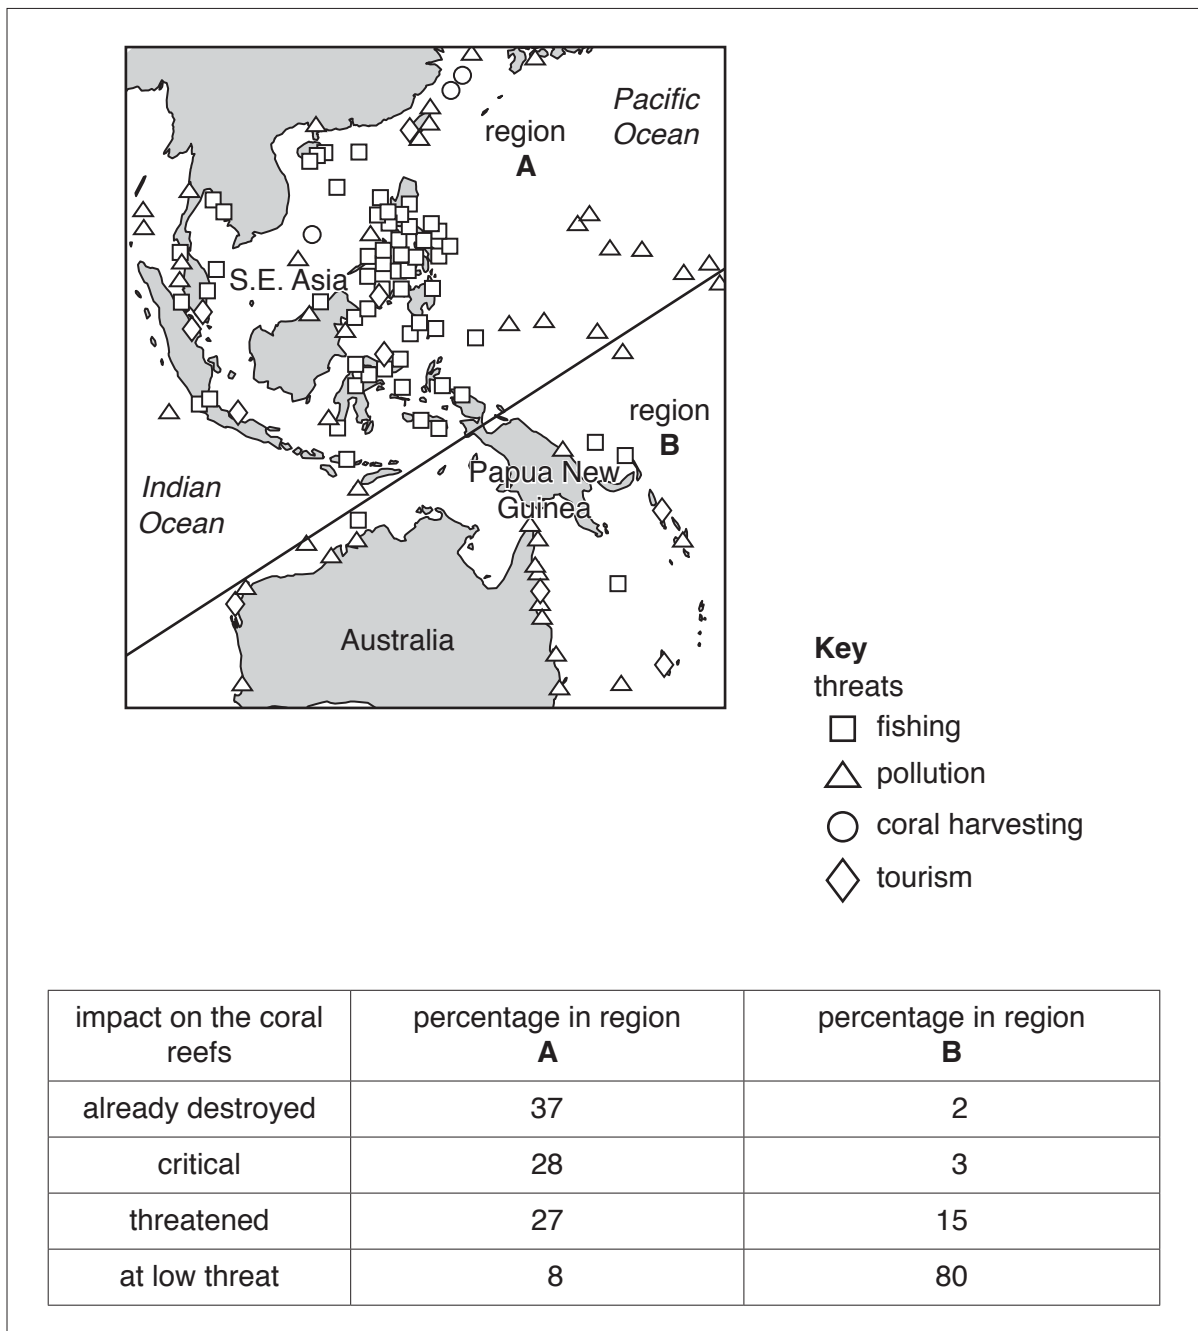 Pacific
Ocean
region
A
S.E. Asia
region
B
Indian
Ocean
Papua New
Guinea
Australia
Key
threats
fishing
pollution
coral harvesting
tourism
impact on the coral
reefs
percentage in region
A
percentage in region
B
already destroyed 37 2
critical 28 3
threatened 27 15
at low threat 8 80